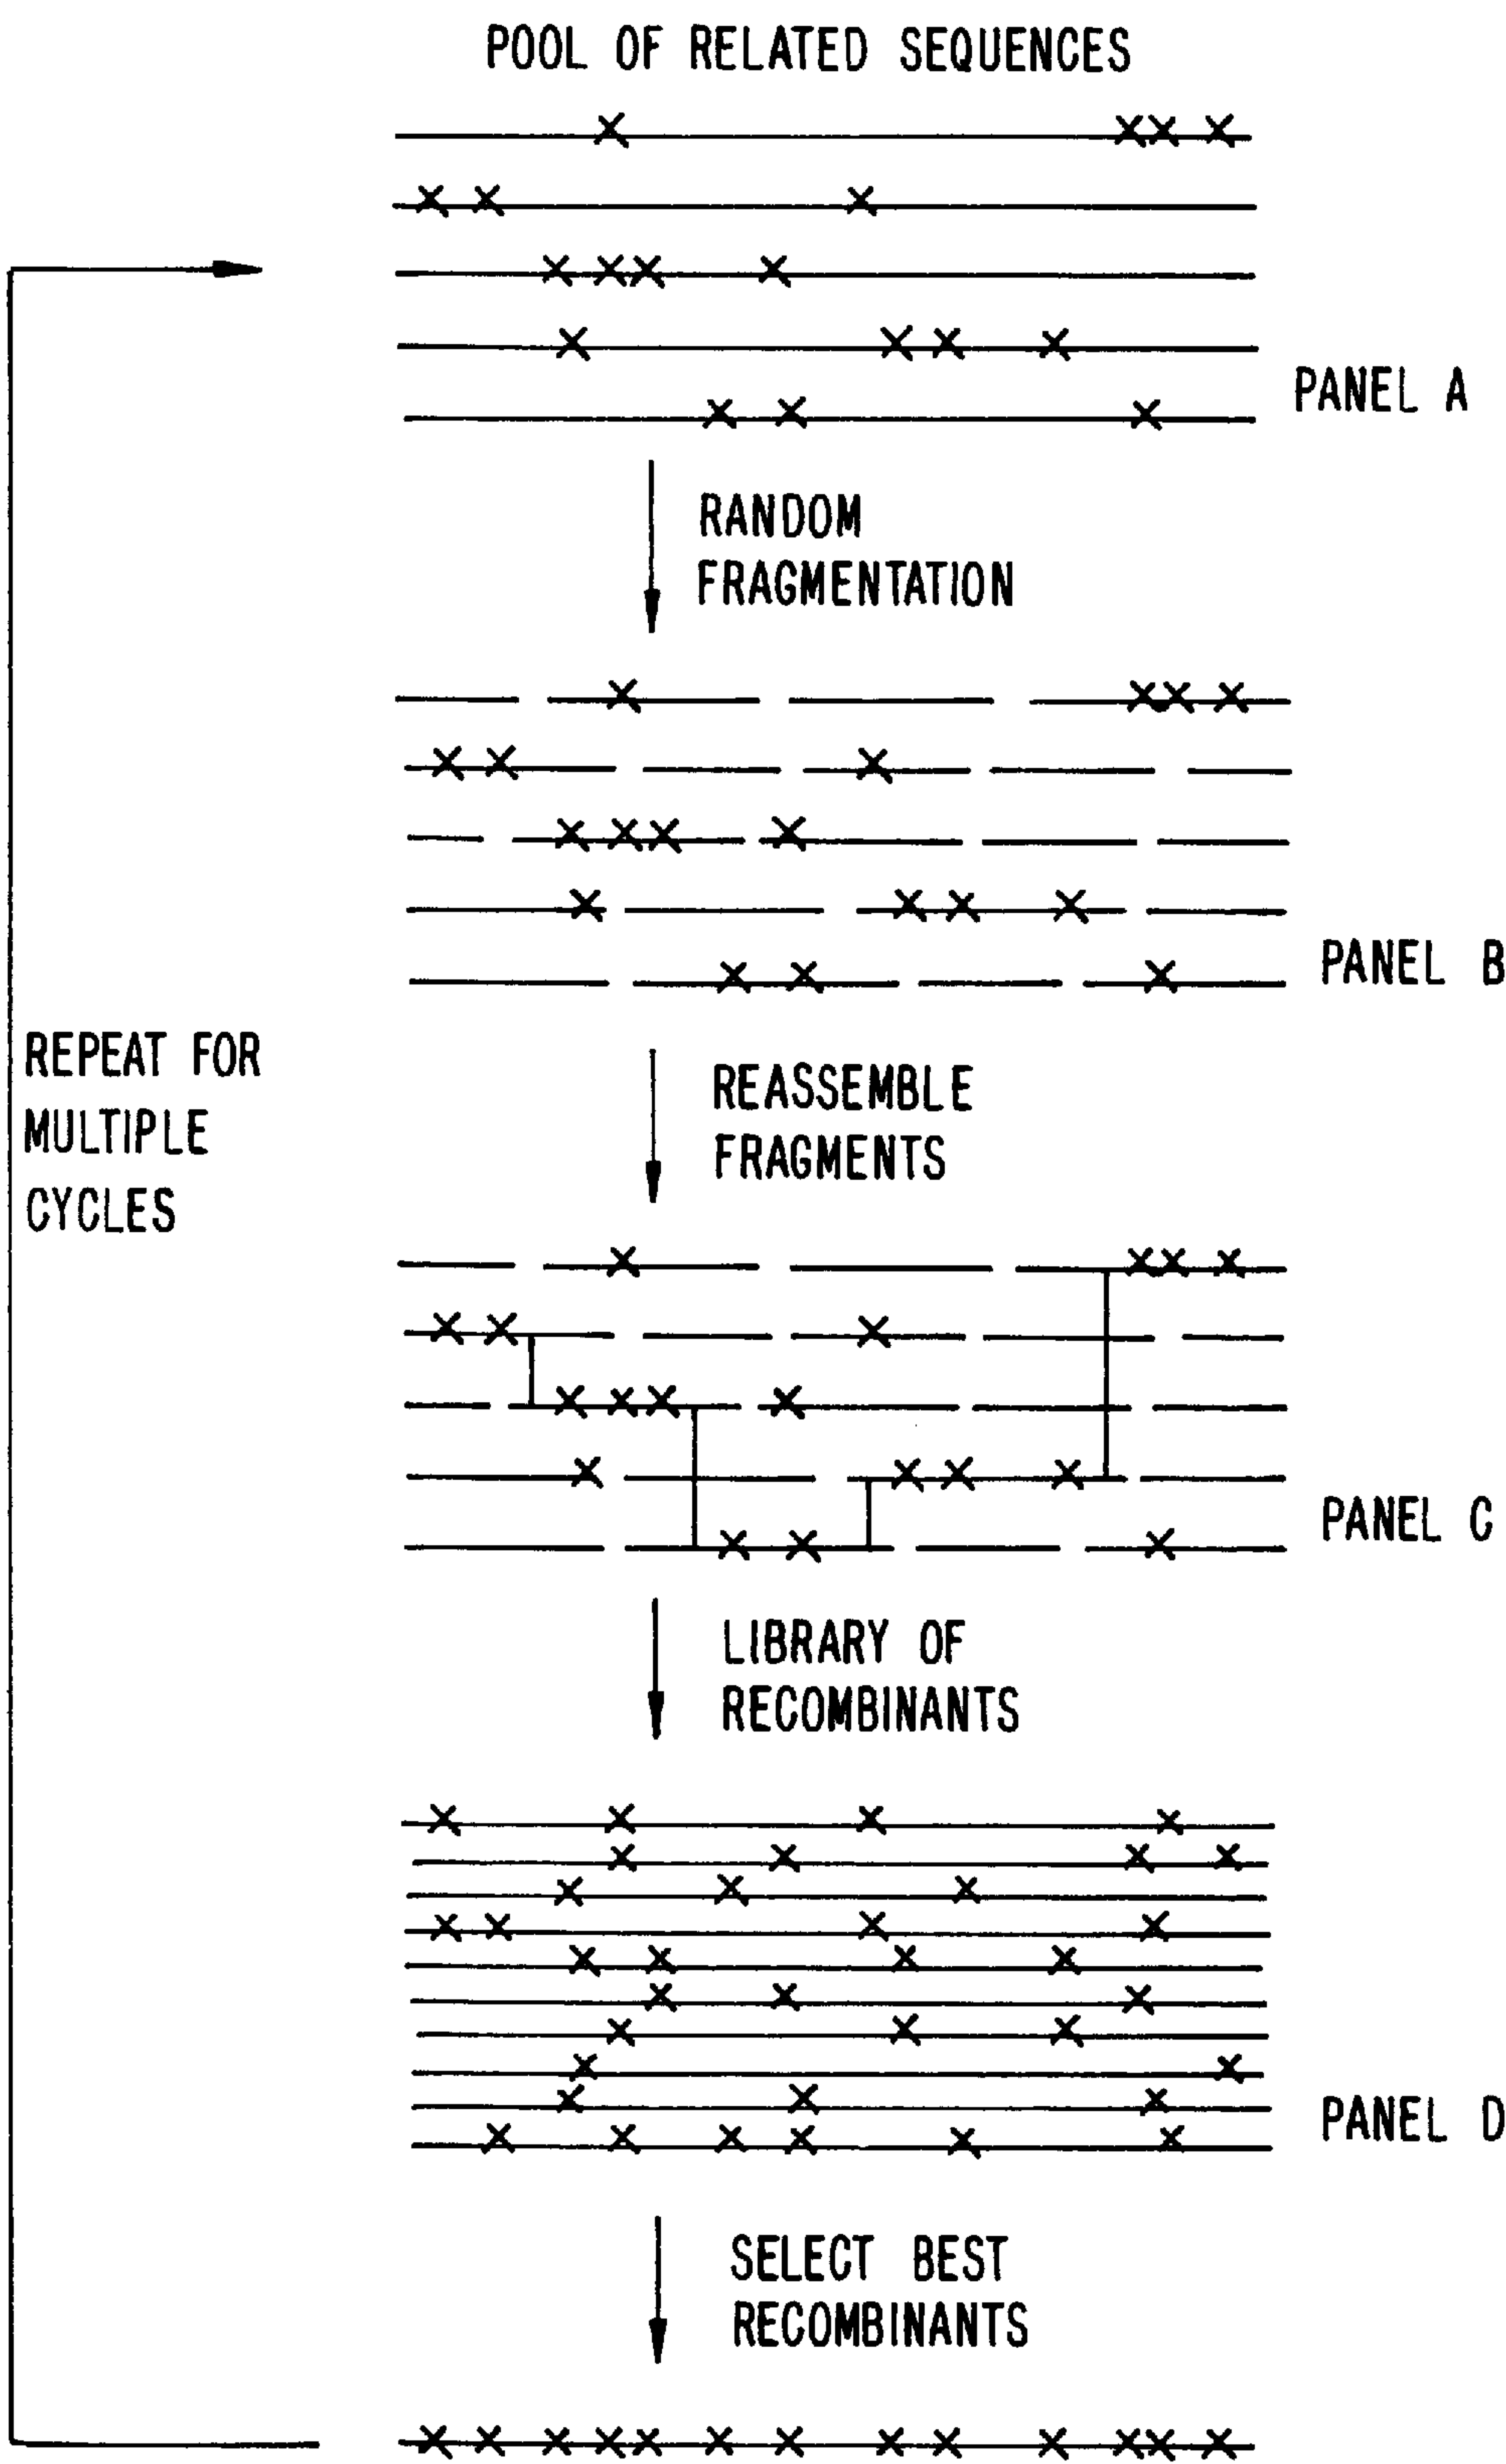 POOL OF RELATED SEQUENCES
PANEL A
RANDOM
FRAGMENTATION
PANEL B
REPEAT FOR
MULTIPLE
CYCLES
REASSEMBLE
FRAGMENTS
PANEL C
LIBRARY OF
RECOMBINANTS
PANEL D
SELECT BEST
RECOMBINANTS